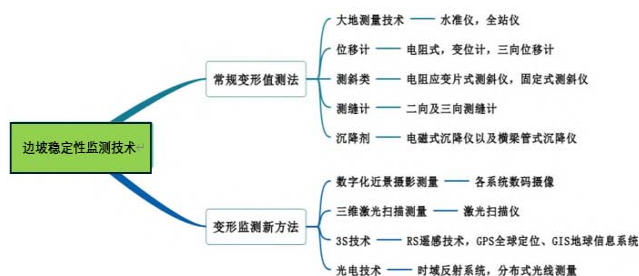 边坡稳定性监测技术
常规变形值测法
大地测量技术 水准仪，全站仪
位移计 电阻式，变位计，三向位移计
测斜类 电阻应变片式测斜仪，固定式测斜仪
测缝计 二向及三向测缝计
沉降剂 电磁式沉降仪以及横梁管式沉降仪
变形监测新方法
数字化近景摄影测量 各系统数码摄像
三维激光扫描测量 激光扫描仪
3S技术 RS遥感技术，GPS全球定位、GIS地球信息系统
光电技术 时域反射系统，分布式光线测量